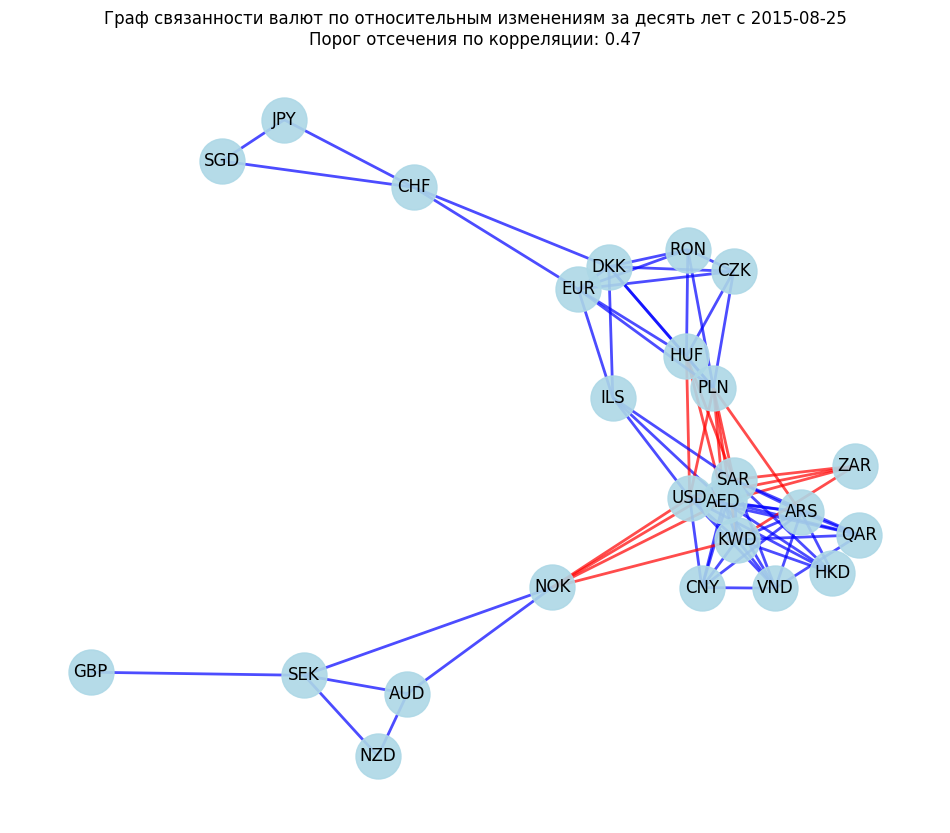 Граф связанности валют по относительным изменениям за десять лет с 2015-08-25
Порог отсечения по корреляции: 0.47
JPY
SGD
CHF
RON
DKK
CZK
EUR
HUF
PLN
ILS
ZAR
SAR
USD
AED
ARS
QAR
KWD
HKD
NOK
CNY
VND
GBP
SEK
AUD
NZD